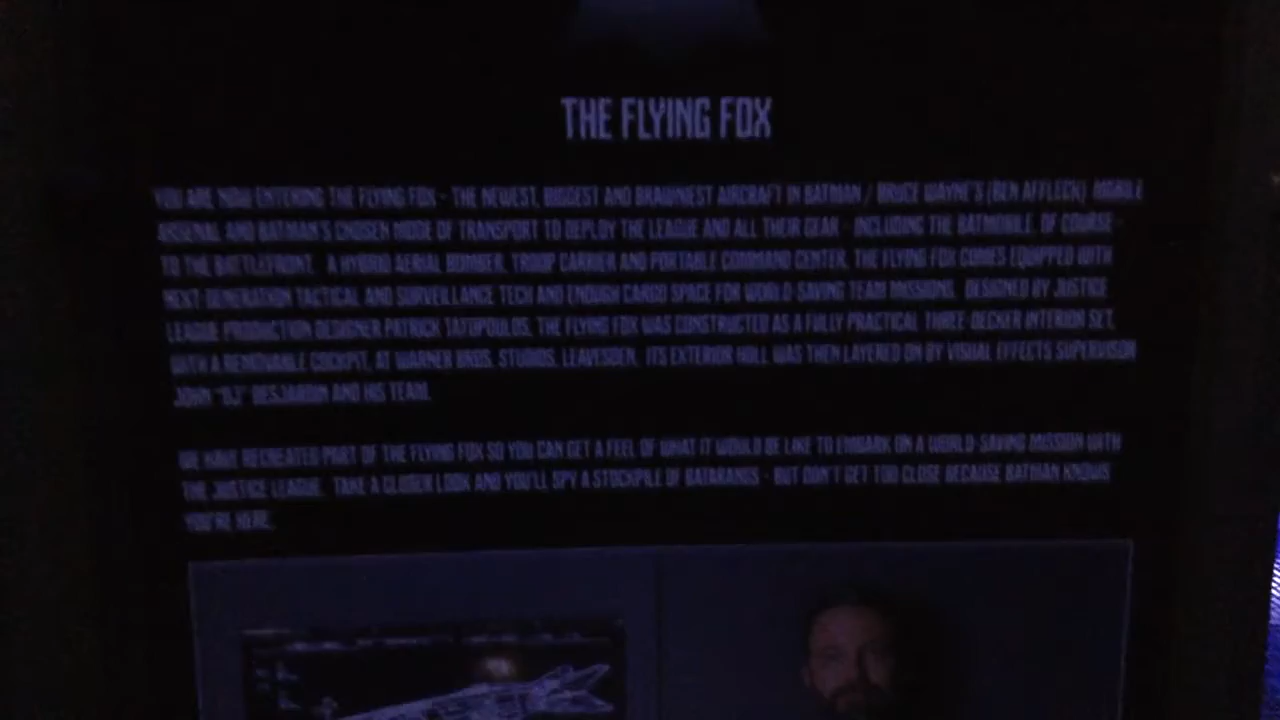 THE FLYING FOX
YOU ARE NOW ENTERING THE FLYING FOX - THE NEWEST, BIGGEST AND BRAWNIEST AIRCRAFT IN BATMAN / BRUCE WAYNE'S (BEN AFFLECK) MOBILE
ARSENAL AND BATMAN'S CHOSEN MODE OF TRANSPORT TO DEPLOY THE LEAGUE AND ALL THEIR GEAR - INCLUDING THE BATMOBILE, OF COURSE -
TO THE BATTLEFRONT. A HYBRID AERIAL BOMBER, TROOP CARRIER AND PORTABLE COMMAND CENTER, THE FLYING FOX COMES EQUIPPED WITH
NEXT GENERATION TACTICAL AND SURVEILLANCE TECH AND ENOUGH CARGO SPACE FOR WORLD-SAVING TEAM MISSIONS. DESIGNED BY JUSTICE
LEAGUE PRODUCTION DESIGNER PATRICK TATOPOULOS, THE FLYING FOX WAS CONSTRUCTED AS A FULLY PRACTICAL THREE-DECKER INTERIOR SET,
WITH A REMOVABLE COCKPIT, AT WARNER BROS. STUDIOS, LEAVESDEN. ITS EXTERIOR HULL WAS THEN LAYERED ON BY VISUAL EFFECTS SUPERVISOR
JOHN "DJ" DESJARDIN AND HIS TEAM.
WE HAVE RECREATED PART OF THE FLYING FOX SO YOU CAN GET A FEEL OF WHAT IT WOULD BE LIKE TO EMBARK ON A WORLD-SAVING MISSION WITH
THE JUSTICE LEAGUE. TAKE A CLOSER LOOK AND YOU'LL SPY A STOCKPILE OF BATARANGS - BUT DON'T GET TOO CLOSE BECAUSE BATMAN KNOWS
YOU'RE HERE.